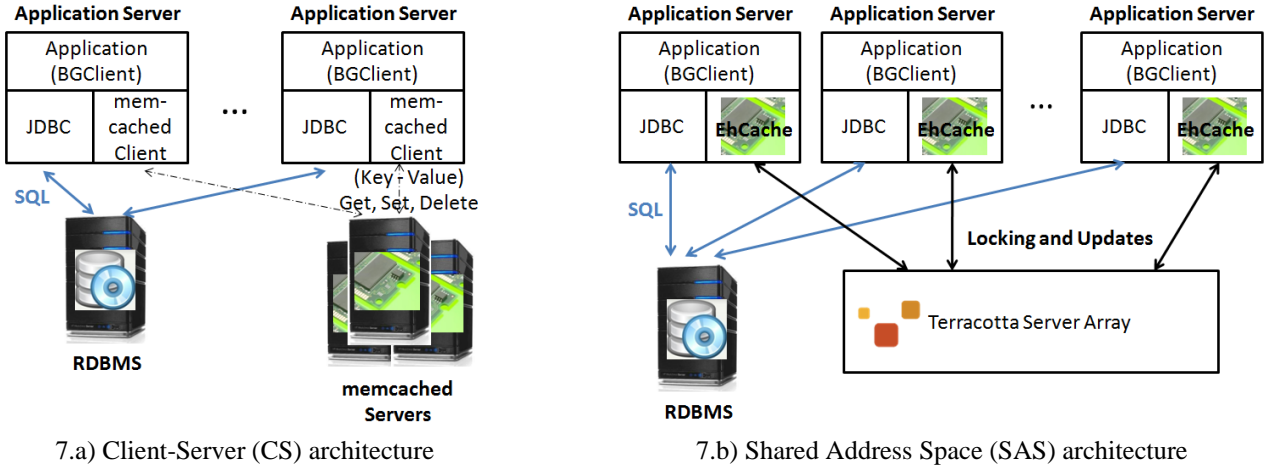 Application Server
Application
(BGClient)
JDBC
mem-
cached
Client
...
Application Server
Application
(BGClient)
JDBC
mem-
cached
Client
SQL
(Key - Value)
Get, Set, Delete
RDBMS
memcached
Servers
7.a) Client-Server (CS) architecture
Application Server
Application
(BGClient)
JDBC
EhCache
Application Server
Application
(BGClient)
JDBC
EhCache
...
Application Server
Application
(BGClient)
JDBC
EhCache
SQL
Locking and Updates
Terracotta Server Array
RDBMS
7.b) Shared Address Space (SAS) architecture